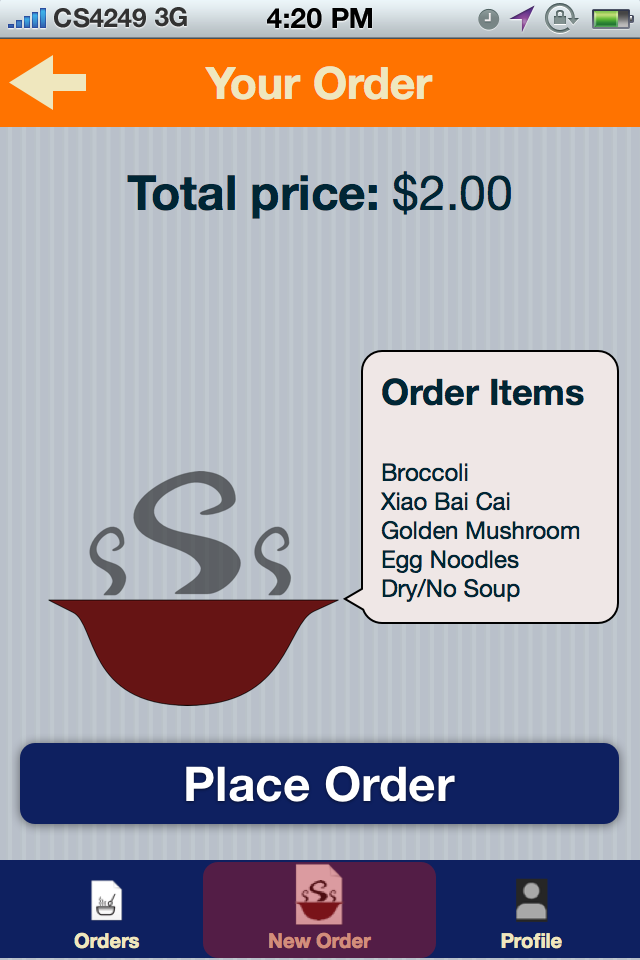 CS4249 3G 4:20 PM
Your Order
Total price: $2.00
Order Items
Broccoli
Xiao Bai Cai
Golden Mushroom
Egg Noodles
Dry/No Soup
Place Order
Orders New Order Profile